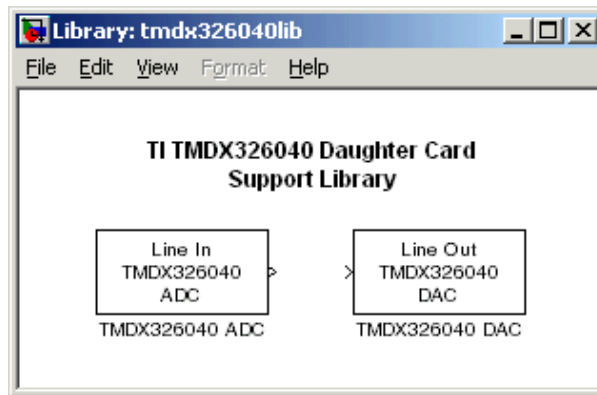 Library: tmdx326040lib
File Edit View Format Help
TI TMDX326040 Daughter Card
Support Library
Line In
TMDX326040
ADC
TMDX326040 ADC
Line Out
TMDX326040
DAC
TMDX326040 DAC